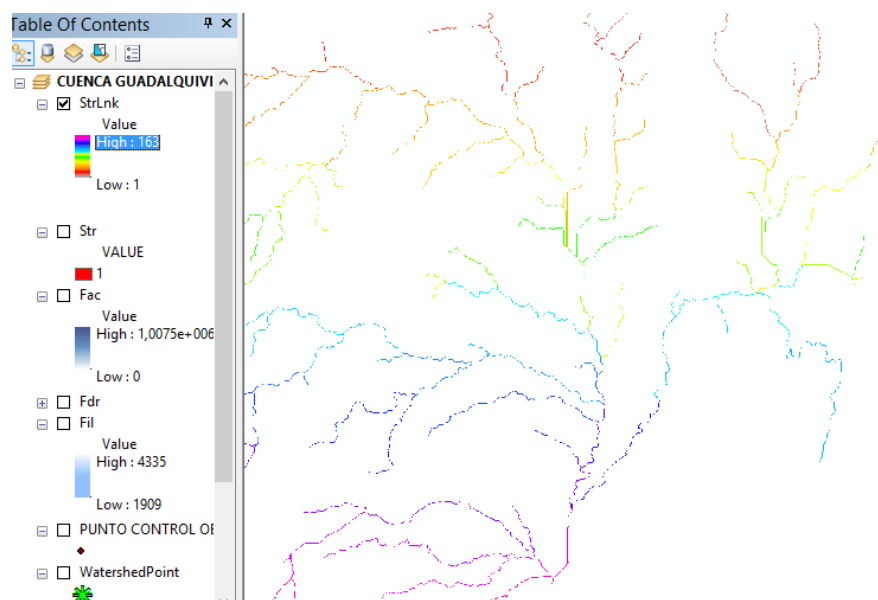 Table Of Contents
CUENCA GUADALQUIVI
StrLnk
Value
High : 163
Low : 1
Str
VALUE
1
Fac
Value
High : 1,0075e+006
Low : 0
Fdr
Fil
Value
High : 4335
Low : 1909
PUNTO CONTROL OE
WatershedPoint